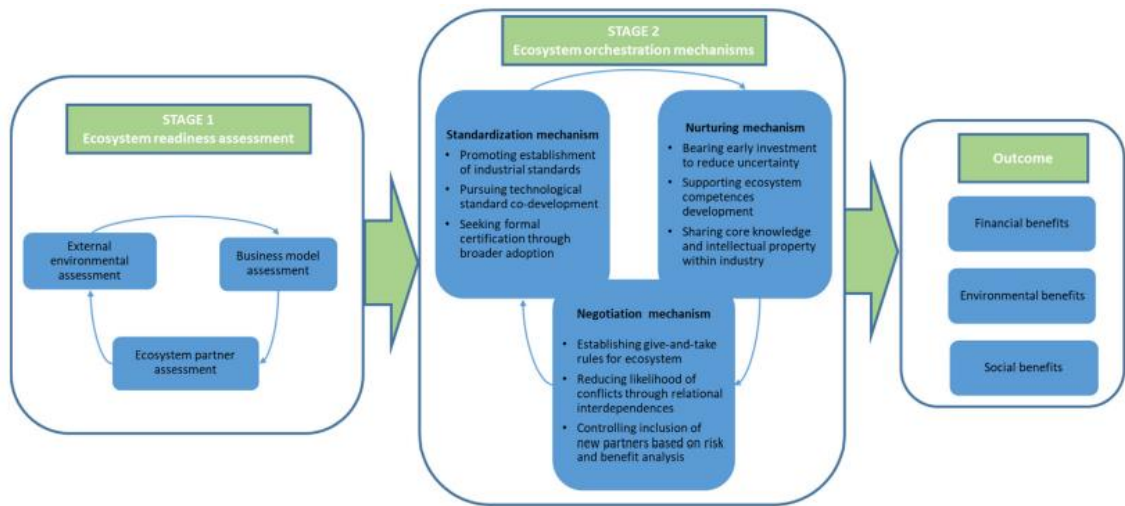 STAGE 1
Ecosystem readiness assessment
External
environmental
assessment
Business model
assessment
Ecosystem partner
assessment
STAGE 2
Ecosystem orchestration mechanisms
Standardization mechanism
• Promoting establishment
of industrial standards
• Pursuing technological
standard co-development
• Seeking formal
certification through
broader adoption
Nurturing mechanism
• Bearing early investment
to reduce uncertainty
• Supporting ecosystem
competences
development
• Sharing core knowledge
and intellectual property
within industry
Negotiation mechanism
• Establishing give-and-take
rules for ecosystem
• Reducing likelihood of
conflicts through relational
interdependences
• Controlling inclusion of
new partners based on risk
and benefit analysis
Outcome
Financial benefits
Environmental benefits
Social benefits